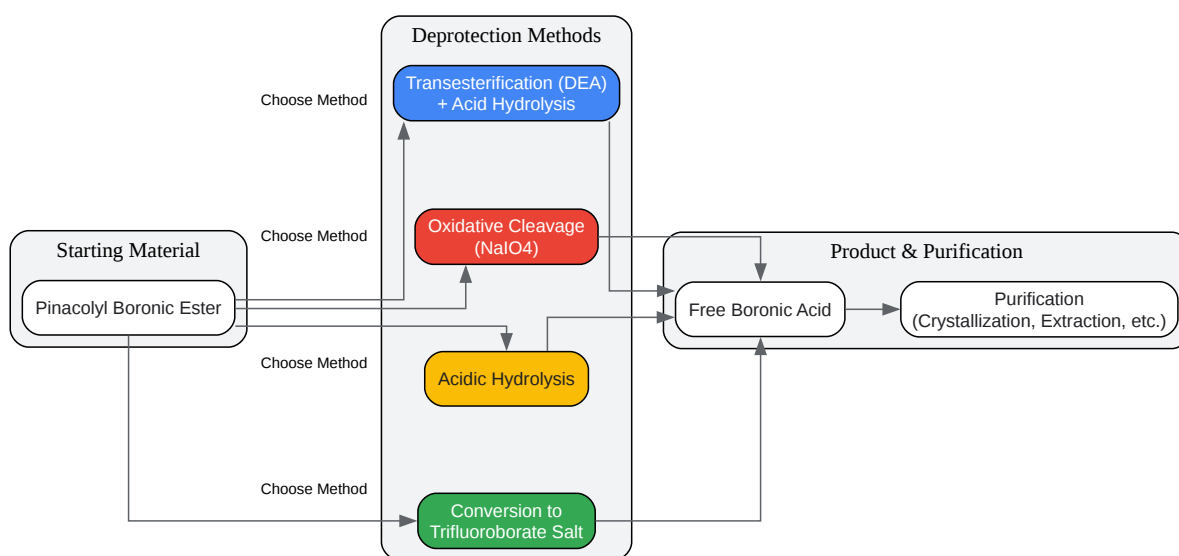 Deprotection Methods
Choose Method
Transesterification (DEA)
+ Acid Hydrolysis
Choose Method
Oxidative Cleavage
(NaIO4)
Starting Material
Pinacolyl Boronic Ester
Choose Method
Acidic Hydrolysis
Choose Method
Conversion to
Trifluoroborate Salt
Product & Purification
Free Boronic Acid
Purification
(Crystallization, Extraction, etc.)